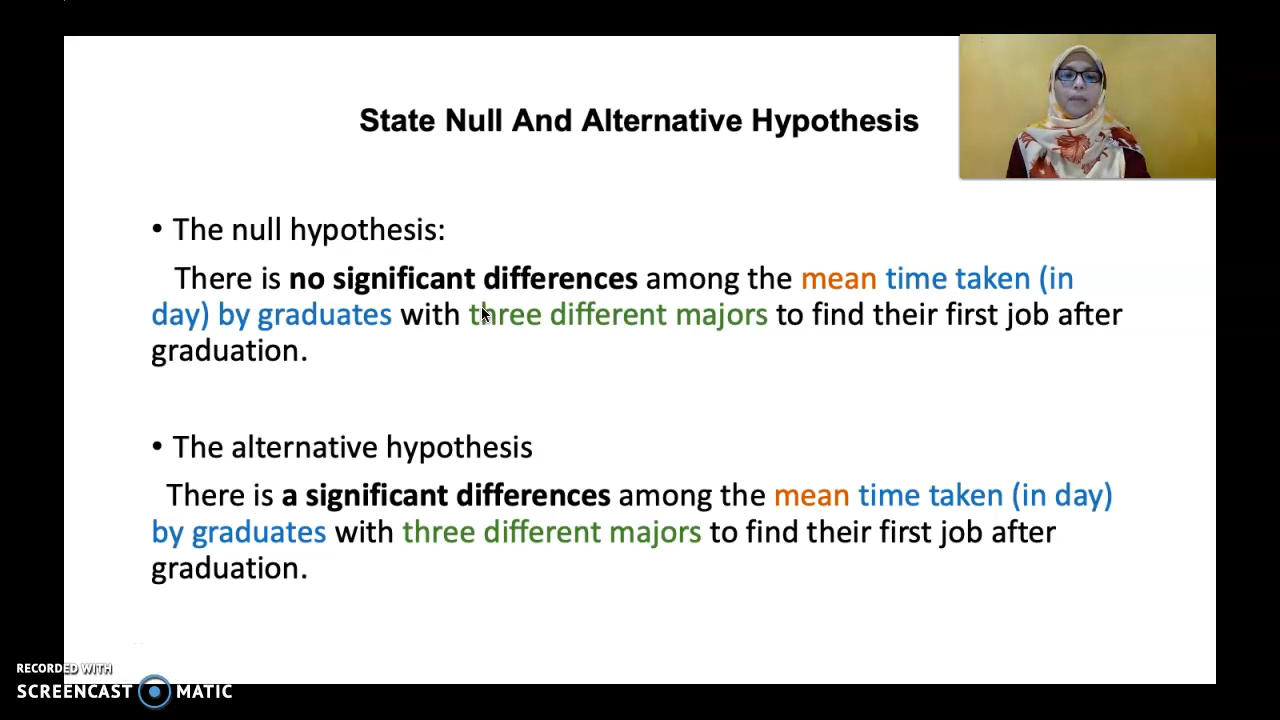 State Null And Alternative Hypothesis
• The null hypothesis:
There is no significant differences among the mean time taken (in
day) by graduates with three different majors to find their first job after
graduation.
• The alternative hypothesis
There is a significant differences among the mean time taken (in day)
by graduates with three different majors to find their first job after
graduation.
RECORDED WITH
SCREENCAST MATIC